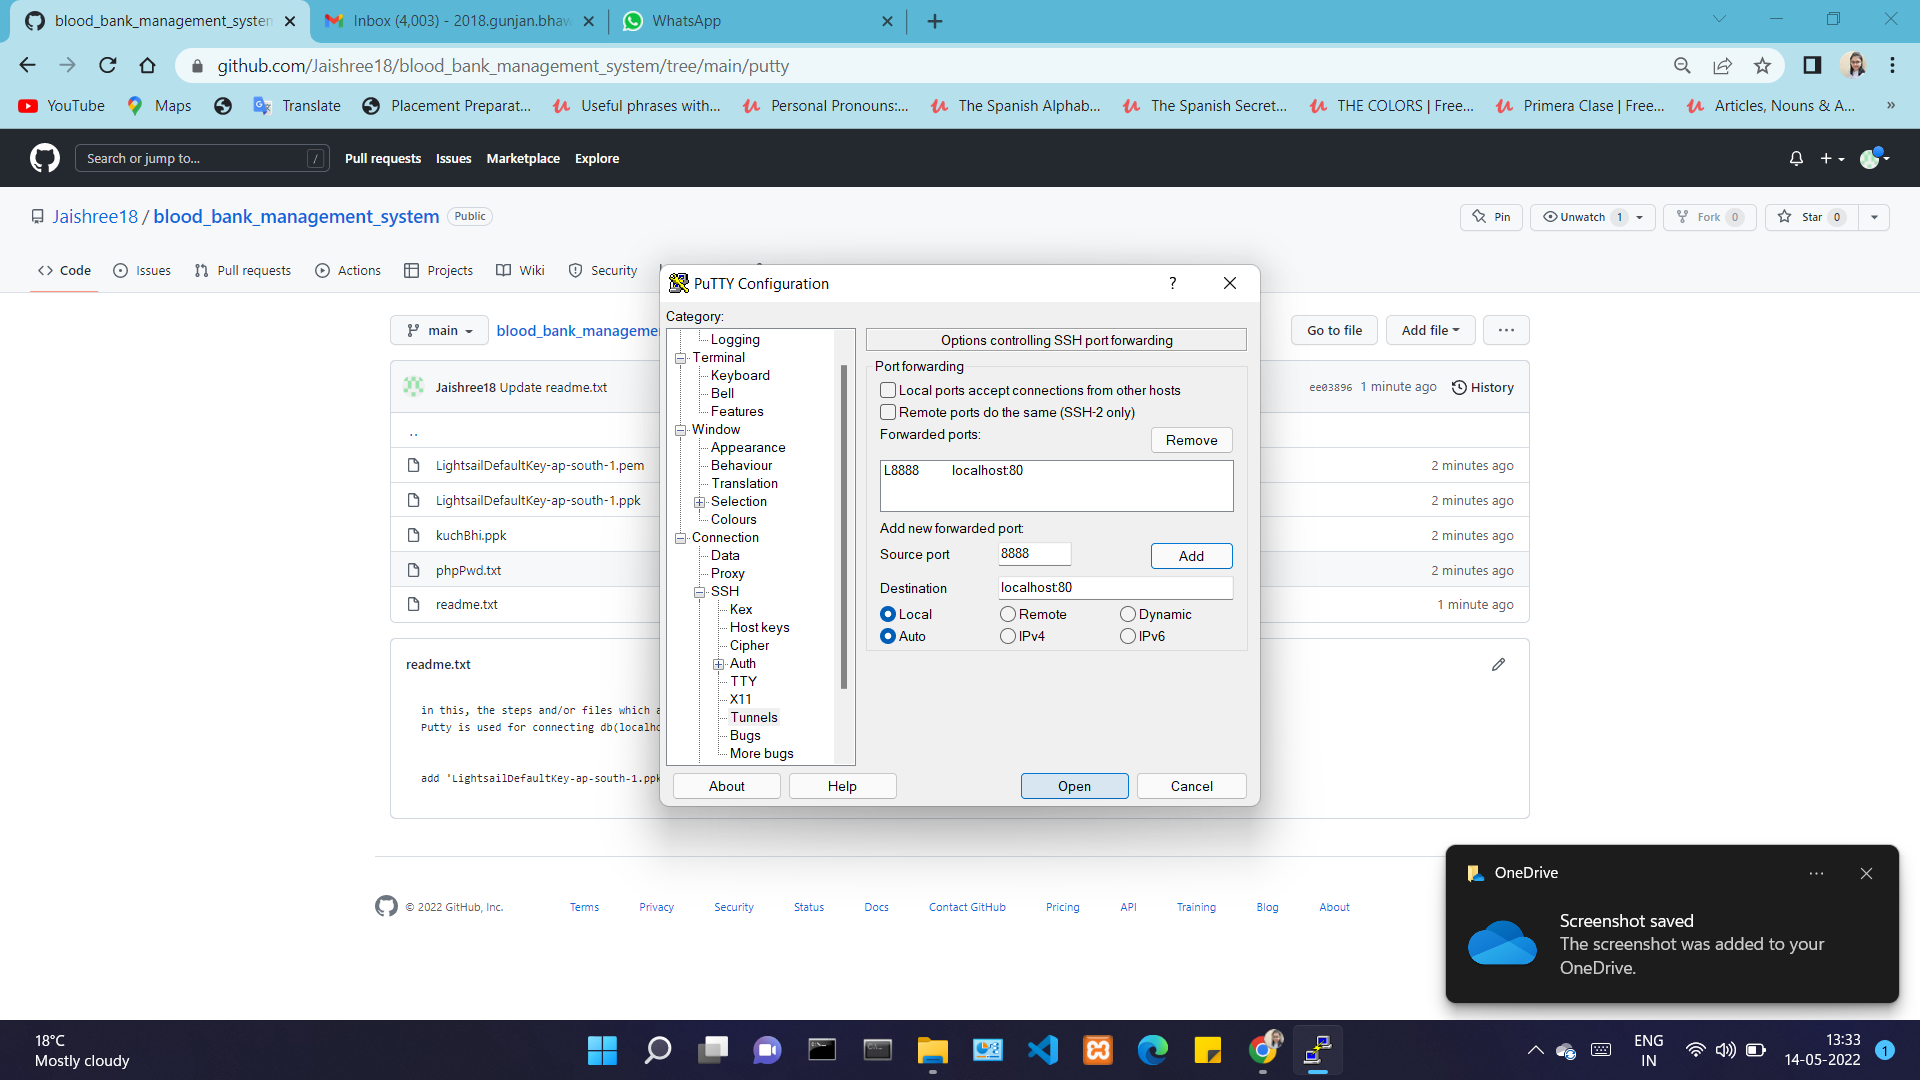 blood_bank_management_system
Inbox (4,003) - 2018.gunjan.bhaw
WhatsApp
github.com/Jaishree18/blood_bank_management_system/tree/main/putty
YouTube
Maps
Translate
Placement Preparat...
Useful phrases with...
Personal Pronouns:...
The Spanish Alphab...
The Spanish Secret...
THE COLORS | Free...
Primera Clase | Free...
Articles, Nouns & A...
»
Search or jump to...
/
Pull requests
Issues
Marketplace
Explore
Jaishree18 / blood_bank_management_system
Public
Pin
Unwatch 1
Fork 0
Star 0
Code
Issues
Pull requests
Actions
Projects
Wiki
Security
main
blood_bank_manageme
Go to file
Add file
...
Jaishree18 Update readme.txt
ee03896 1 minute ago
History
..
LightsailDefaultKey-ap-south-1.pem
2 minutes ago
LightsailDefaultKey-ap-south-1.ppk
2 minutes ago
kuchBhi.ppk
2 minutes ago
phpPwd.txt
2 minutes ago
readme.txt
1 minute ago
readme.txt
in this, the steps and/or files which a
Putty is used for connecting db(localho
add 'LightsailDefaultKey-ap-south-1.ppk
PuTTY Configuration
?
Category:
Logging
Terminal
Keyboard
Bell
Features
Window
Appearance
Behaviour
Translation
Selection
Colours
Connection
Data
Proxy
SSH
Kex
Host keys
Cipher
Auth
TTY
X11
Tunnels
Bugs
More bugs
Options controlling SSH port forwarding
Port forwarding
Local ports accept connections from other hosts
Remote ports do the same (SSH-2 only)
Forwarded ports:
Remove
L8888 localhost:80
Add new forwarded port:
Source port
8888
Add
Destination
localhost:80
Local
Remote
Dynamic
Auto
IPv4
IPv6
About
Help
Open
Cancel
© 2022 GitHub, Inc.
Terms
Privacy
Security
Status
Docs
Contact GitHub
Pricing
API
Training
Blog
About
OneDrive
...
Screenshot saved
The screenshot was added to your
OneDrive.
18°C
Mostly cloudy
ENG
IN
13:33
14-05-2022
1